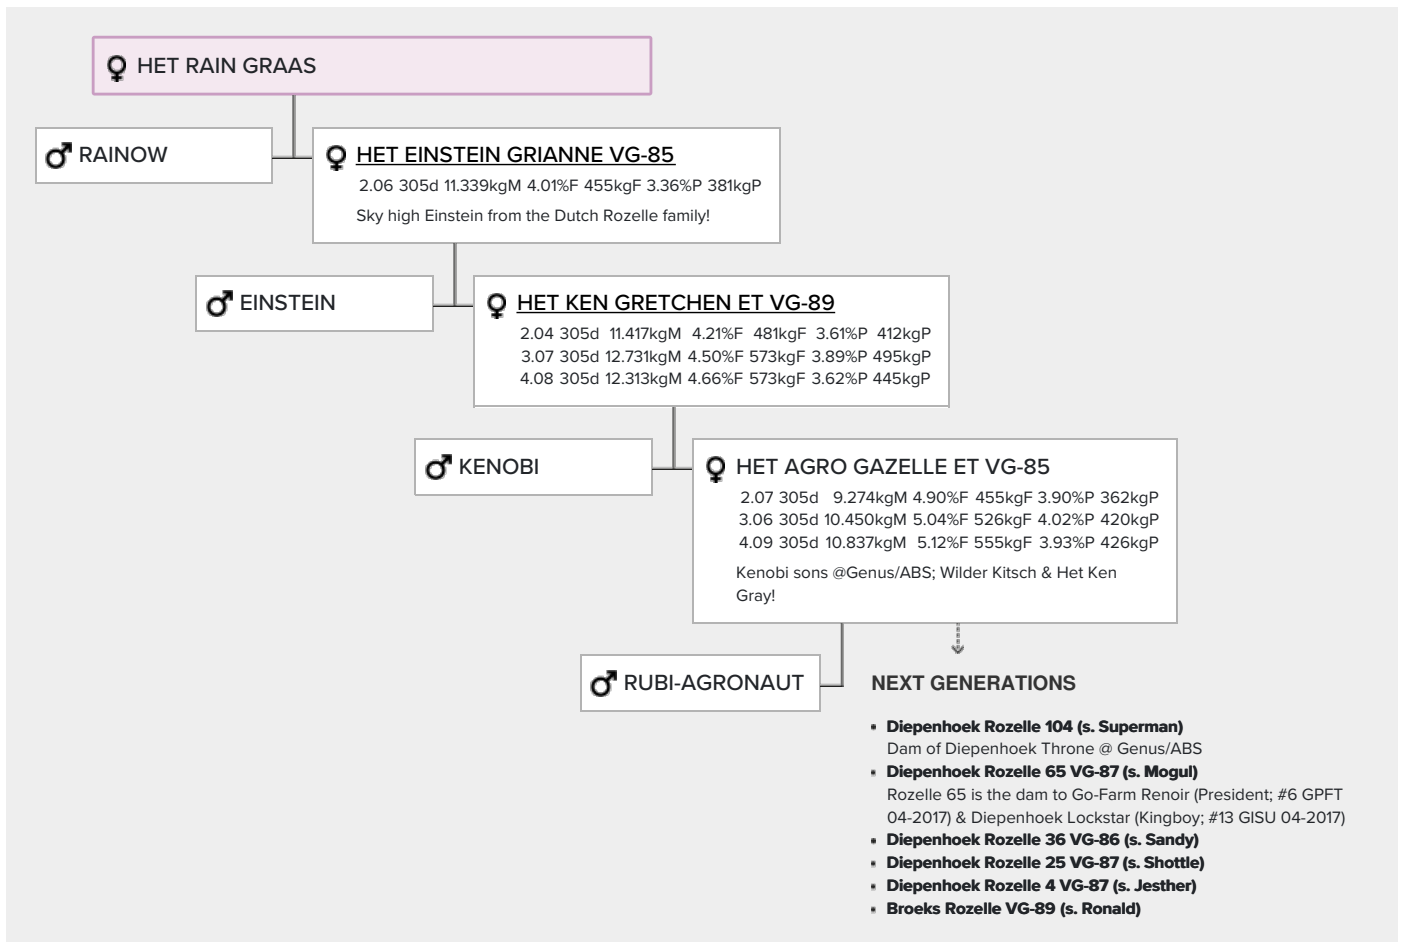 HET RAIN GRAAS
RAINOW
HET EINSTEIN GRIANNE VG-85
2.06 305d 11.339kgM 4.01%F 455kgF 3.36%P 381kgP
Sky high Einstein from the Dutch Rozelle family!
EINSTEIN
HET KEN GRETCHEN ET VG-89
2.04 305d 11.417kgM 4.21%F 481kgF 3.61%P 412kgP
3.07 305d 12.731kgM 4.50%F 573kgF 3.89%P 495kgP
4.08 305d 12.313kgM 4.66%F 573kgF 3.62%P 445kgP
KENOBI
HET AGRO GAZELLE ET VG-85
2.07 305d 9.274kgM 4.90%F 455kgF 3.90%P 362kgP
3.06 305d 10.450kgM 5.04%F 526kgF 4.02%P 420kgP
4.09 305d 10.837kgM 5.12%F 555kgF 3.93%P 426kgP
Kenobi sons @Genus/ABS; Wilder Kitsch & Het Ken
Gray!
RUBI-AGRONAUT
NEXT GENERATIONS
Diepenhoek Rozelle 104 (s. Superman)
Dam of Diepenhoek Throne @ Genus/ABS
Diepenhoek Rozelle 65 VG-87 (s. Mogul)
Rozelle 65 is the dam to Go-Farm Renoir (President; #6 GPFT
04-2017) & Diepenhoek Lockstar (Kingboy; #13 GISU 04-2017)
Diepenhoek Rozelle 36 VG-86 (s. Sandy)
Diepenhoek Rozelle 25 VG-87 (s. Shottle)
Diepenhoek Rozelle 4 VG-87 (s. Jesther)
Broeks Rozelle VG-89 (s. Ronald)